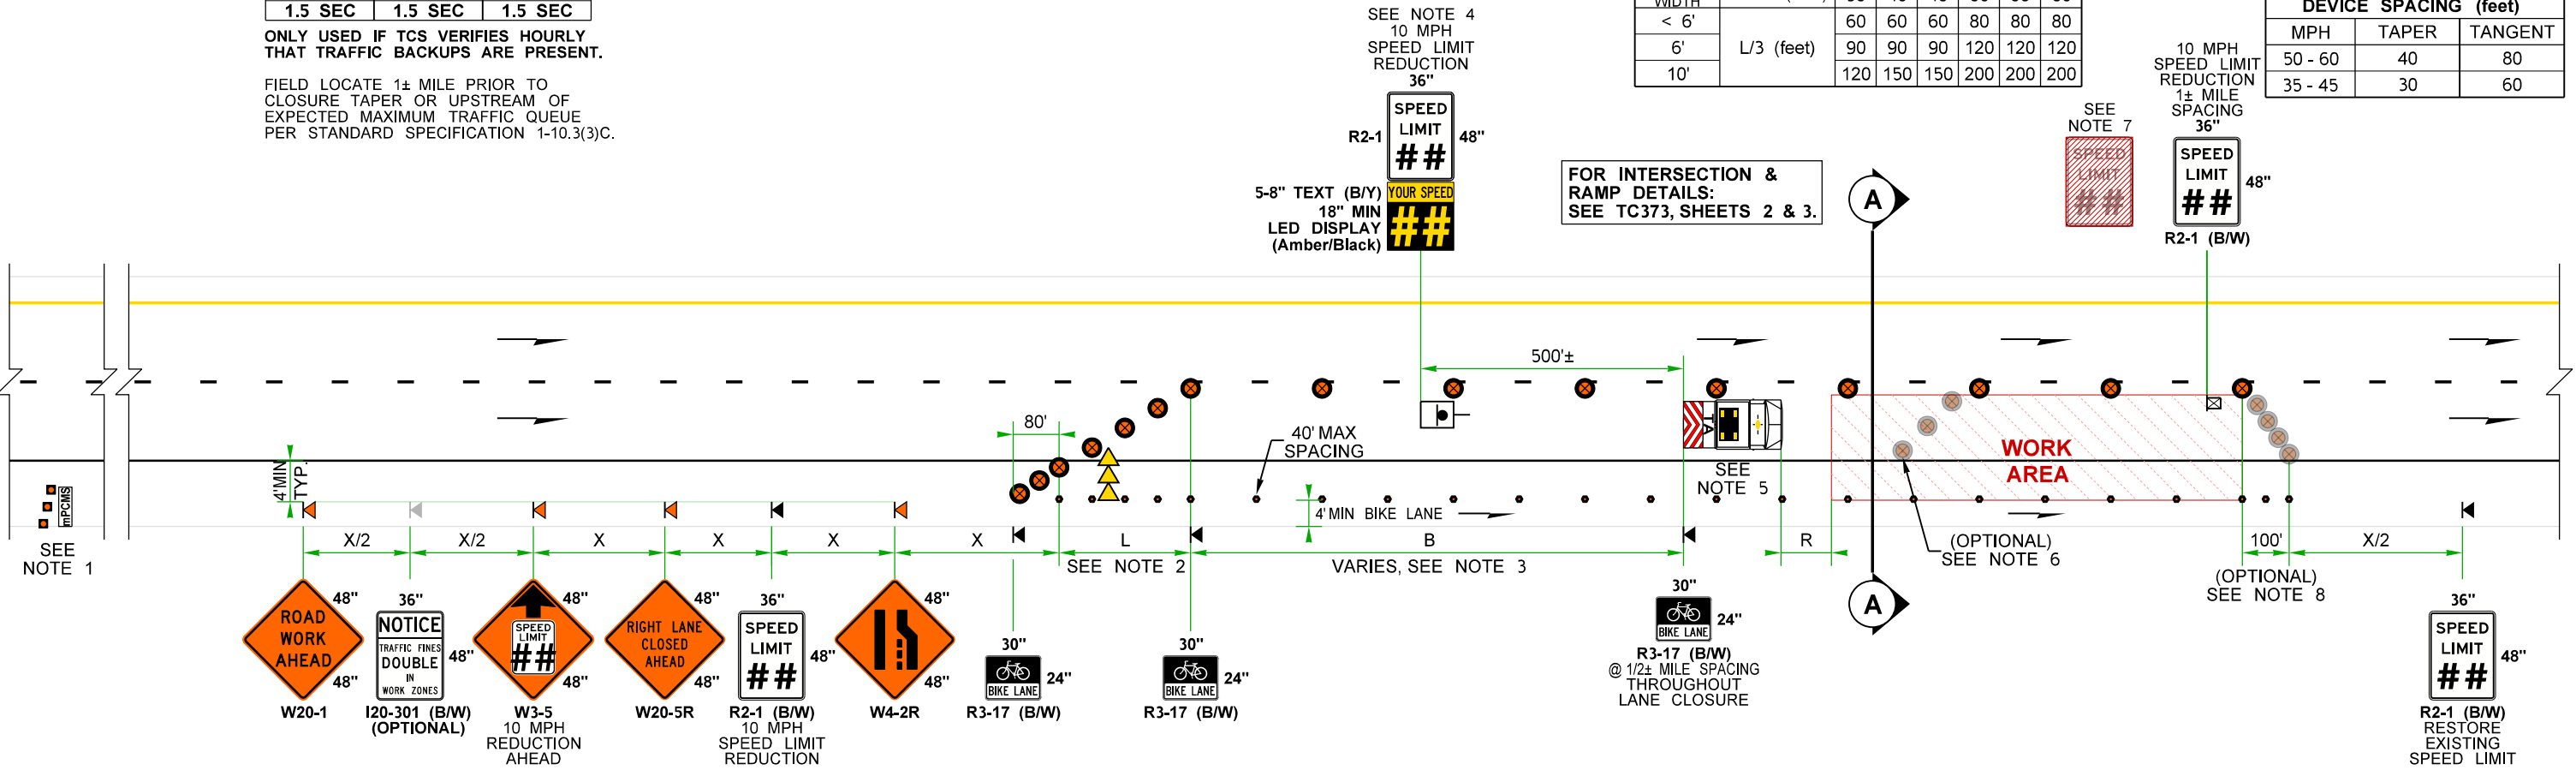 1.5 SEC 1.5 SEC 1.5 SEC
ONLY USED IF TCS VERIFIES HOURLY
THAT TRAFFIC BACKUPS ARE PRESENT.
FIELD LOCATE 1± MILE PRIOR TO
CLOSURE TAPER OR UPSTREAM OF
EXPECTED MAXIMUM TRAFFIC QUEUE
PER STANDARD SPECIFICATION 1-10.3(3)C.
SEE NOTE 4
10 MPH
SPEED LIMIT
REDUCTION
36"
SPEED
LIMIT
##
R2-1
48"
YOUR SPEED
##
5-8" TEXT (B/Y)
18" MIN
LED DISPLAY
(Amber/Black)
WIDTH
< 6' 60 60 60 80 80 80
6' L/3 (feet) 90 90 90 120 120 120
10' 120 150 150 200 200 200
FOR INTERSECTION &
RAMP DETAILS:
SEE TC373, SHEETS 2 & 3.
A
SEE
NOTE 7
SPEED
LIMIT
##
10 MPH
SPEED LIMIT
REDUCTION
1± MILE
SPACING
36"
SPEED
LIMIT
##
48"
R2-1 (B/W)
DEVICE SPACING (feet)
MPH TAPER TANGENT
50 - 60 40 80
35 - 45 30 60
500'±
80'
40' MAX
SPACING
4'MIN
TYP.
mPCMS
SEE
NOTE 1
SEE
NOTE 5
WORK
AREA
4'MIN BIKE LANE
X/2 X/2 X X X X L B R 100' X/2
SEE NOTE 2
VARIES, SEE NOTE 3
(OPTIONAL)
SEE NOTE 6
(OPTIONAL)
SEE NOTE 8
A
ROAD
WORK
AHEAD
48"
48"
W20-1
36"
NOTICE
TRAFFIC FINES
DOUBLE
IN
WORK ZONES
48"
I20-301 (B/W)
(OPTIONAL)
SPEED
LIMIT
##
48"
48"
W3-5
10 MPH
REDUCTION
AHEAD
RIGHT LANE
CLOSED
AHEAD
48"
48"
W20-5R
36"
SPEED
LIMIT
##
48"
R2-1 (B/W)
10 MPH
SPEED LIMIT
REDUCTION
48"
48"
W4-2R
30"
BIKE LANE
24"
R3-17 (B/W)
30"
BIKE LANE
24"
R3-17 (B/W)
30"
BIKE LANE
24"
R3-17 (B/W)
@ 1/2± MILE SPACING
THROUGHOUT
LANE CLOSURE
36"
SPEED
LIMIT
##
48"
R2-1 (B/W)
RESTORE
EXISTING
SPEED LIMIT